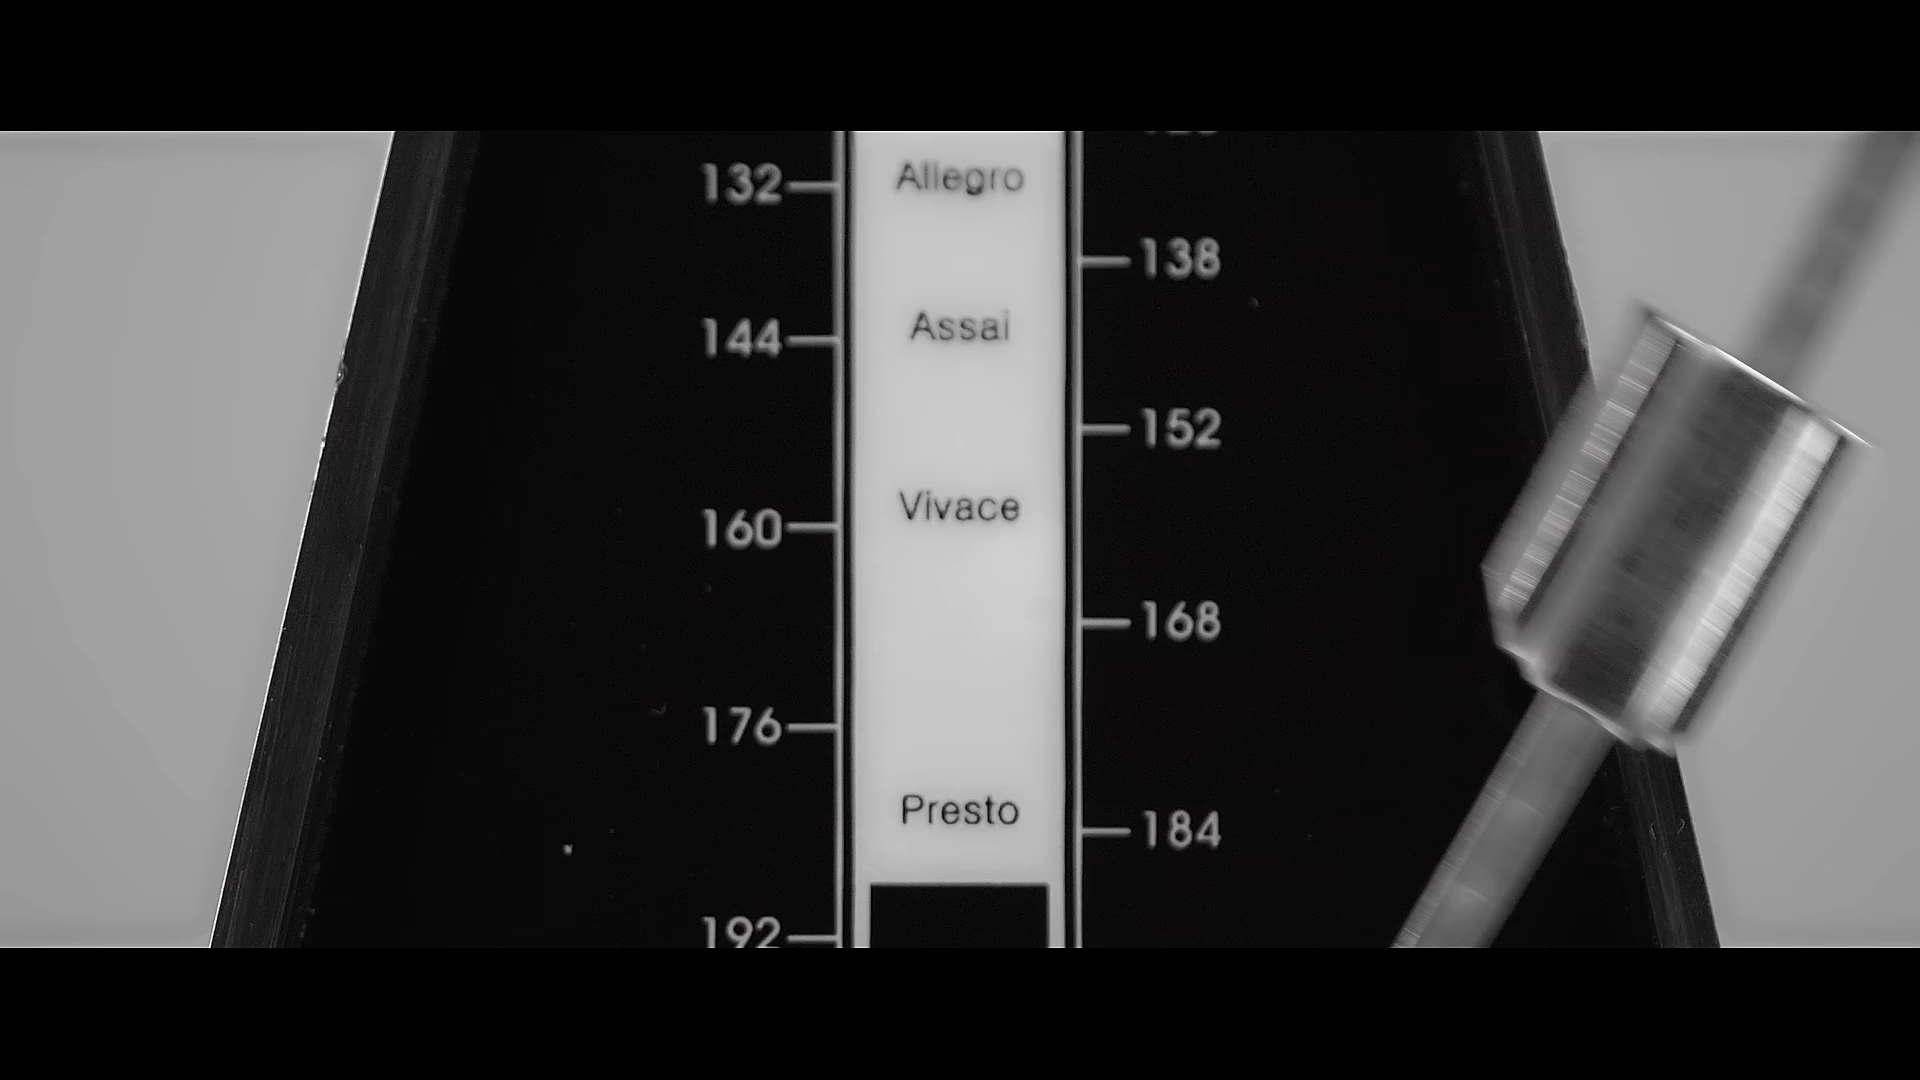 132 Allegro
138
144 Assai
152
160 Vivace
168
176
Presto 184
192